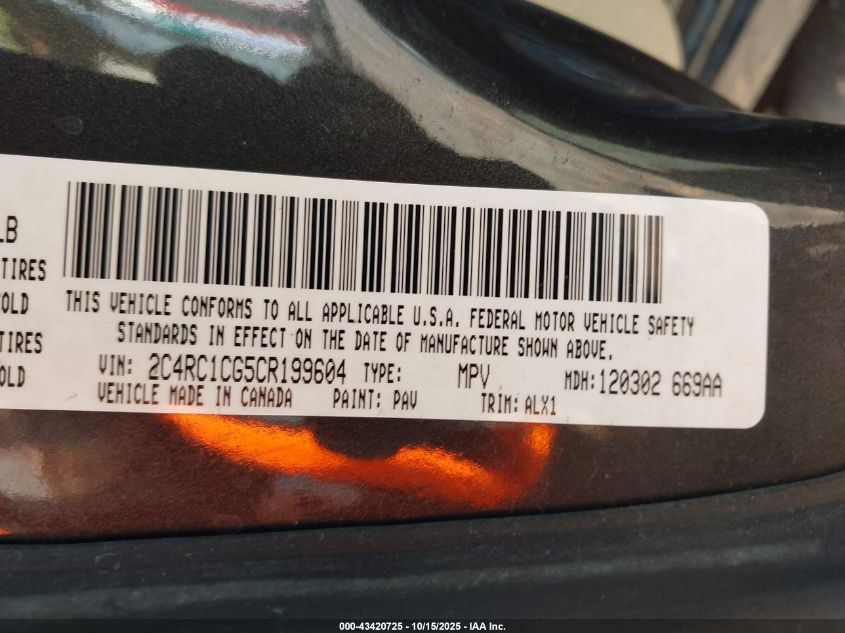 LB
TIRES
OLD
TIRES
OLD
THIS VEHICLE CONFORMS TO ALL APPLICABLE U.S.A. FEDERAL MOTOR VEHICLE SAFETY
STANDARDS IN EFFECT ON THE DATE OF MANUFACTURE SHOWN ABOVE.
VIN: 2C4RC1CG5CR199604 TYPE: MPV MDH:120302 669AA
VEHICLE MADE IN CANADA PAINT: PAV TRIM:ALX1
000-43420725 - 10/15/2025 - IAA Inc.